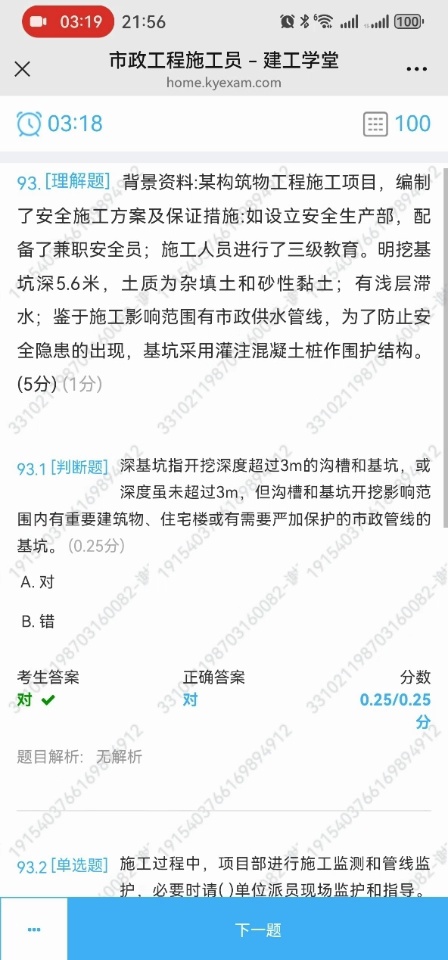 03:19 21:56 100
市政工程施工员 - 建工学堂
home.kyexam.com
03:18 100
93. [理解题] 背景资料:某构筑物工程施工项目，编制
了安全施工方案及保证措施:如设立安全生产部，配
备了兼职安全员；施工人员进行了三级教育。明挖基
坑深5.6米，土质为杂填土和砂性黏土；有浅层滞
水；鉴于施工影响范围有市政供水管线，为了防止安
全隐患的出现，基坑采用灌注混凝土桩作围护结构。
(5分) (1分)
93.1 [判断题] 深基坑指开挖深度超过3m的沟槽和基坑，或
深度虽未超过3m，但沟槽和基坑开挖影响范
围内有重要建筑物、住宅楼或有需要严加保护的市政管线的
基坑。 (0.25分)
A. 对
B. 错
考生答案 正确答案 分数
对 对 0.25/0.25
分
题目解析: 无解析
93.2 [单选题] 施工过程中，项目部进行施工监测和管线监
护，必要时请( )单位派员现场监护和指导。
下一题